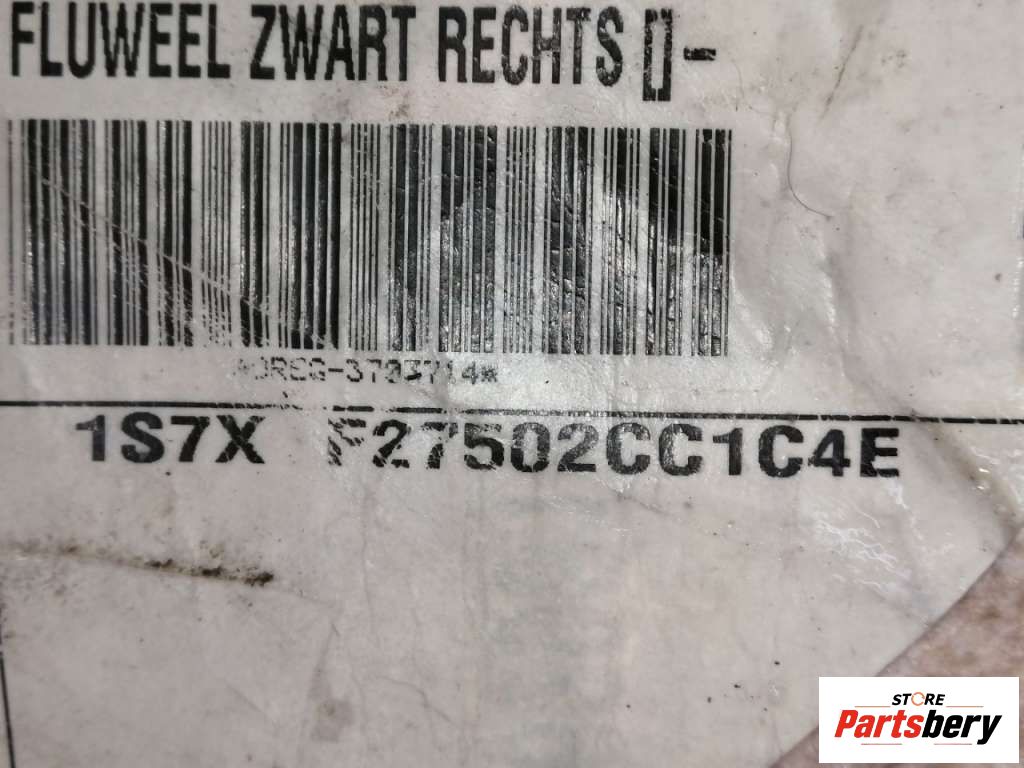 FLUWEEL ZWART RECHTS []-
1S7X F27502CC1C4E
STORE
Partsbery